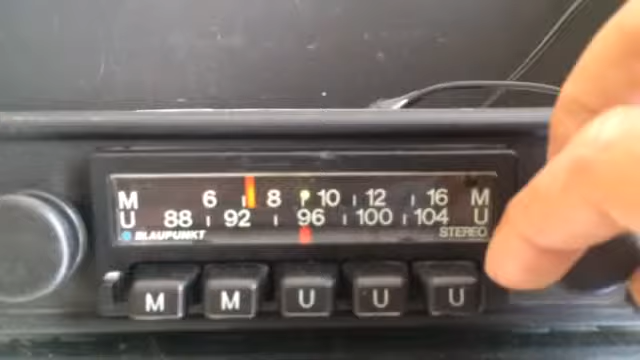 M 6 8 10 12 16 M
U 88 92 96 100 104 U
BLAUPUNKT STEREO
M M U U U